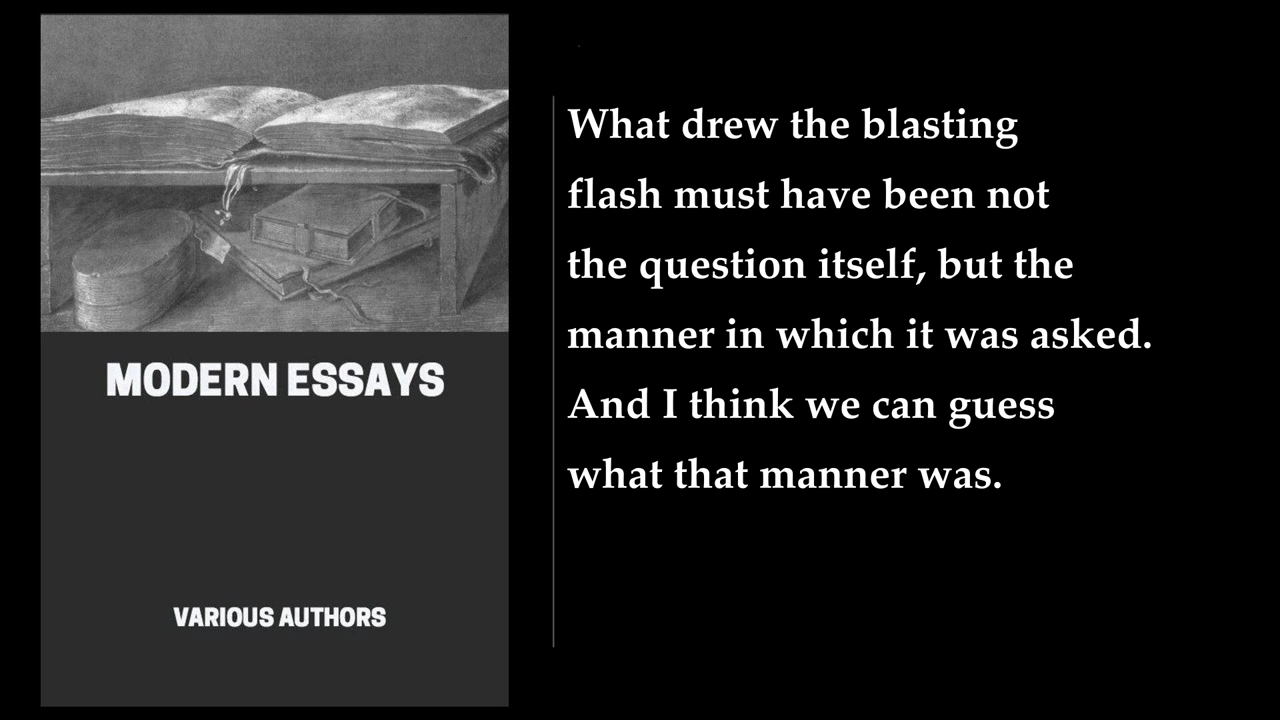 MODERN ESSAYS
VARIOUS AUTHORS
What drew the blasting
flash must have been not
the question itself, but the
manner in which it was asked.
And I think we can guess
what that manner was.